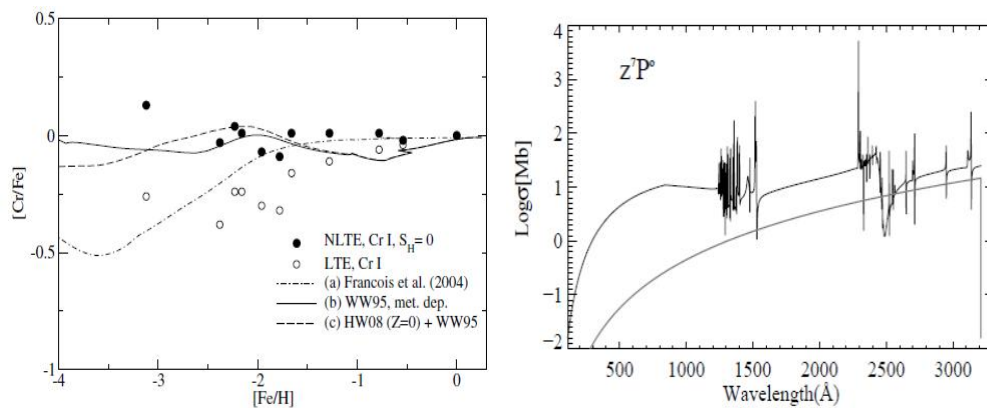 0.5
0
-0.5
-1
[Cr/Fe]
NLTE, Cr I, S_H = 0
LTE, Cr I
(a) Francois et al. (2004)
(b) WW95, met. dep.
(c) HW08 (Z=0) + WW95
-4 -3 -2 -1 0
[Fe/H]
z⁷Pᵒ
4
3
2
1
0
−1
−2
Logσ[Mb]
500 1000 1500 2000 2500 3000
Wavelength(Å)